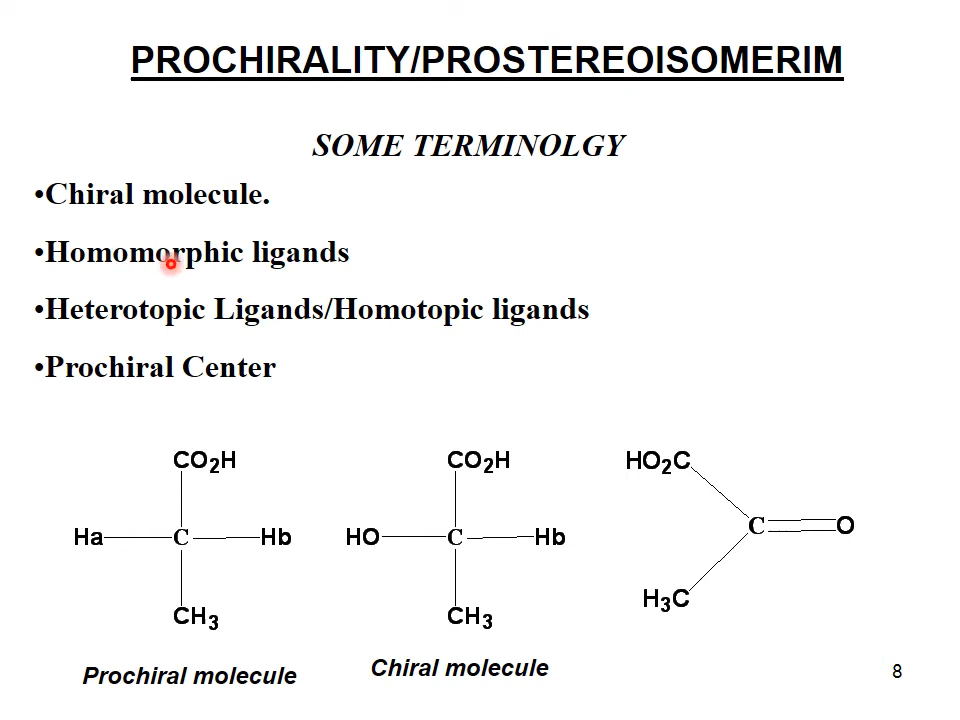 PROCHIRALITY/PROSTEREOISOMERIM
SOME TERMINOLGY
•Chiral molecule.
•Homomorphic ligands
•Heterotopic Ligands/Homotopic ligands
•Prochiral Center
CO2H
Ha C Hb
CH3
Prochiral molecule
CO2H
HO C Hb
CH3
Chiral molecule
HO2C
C O
H3C
8